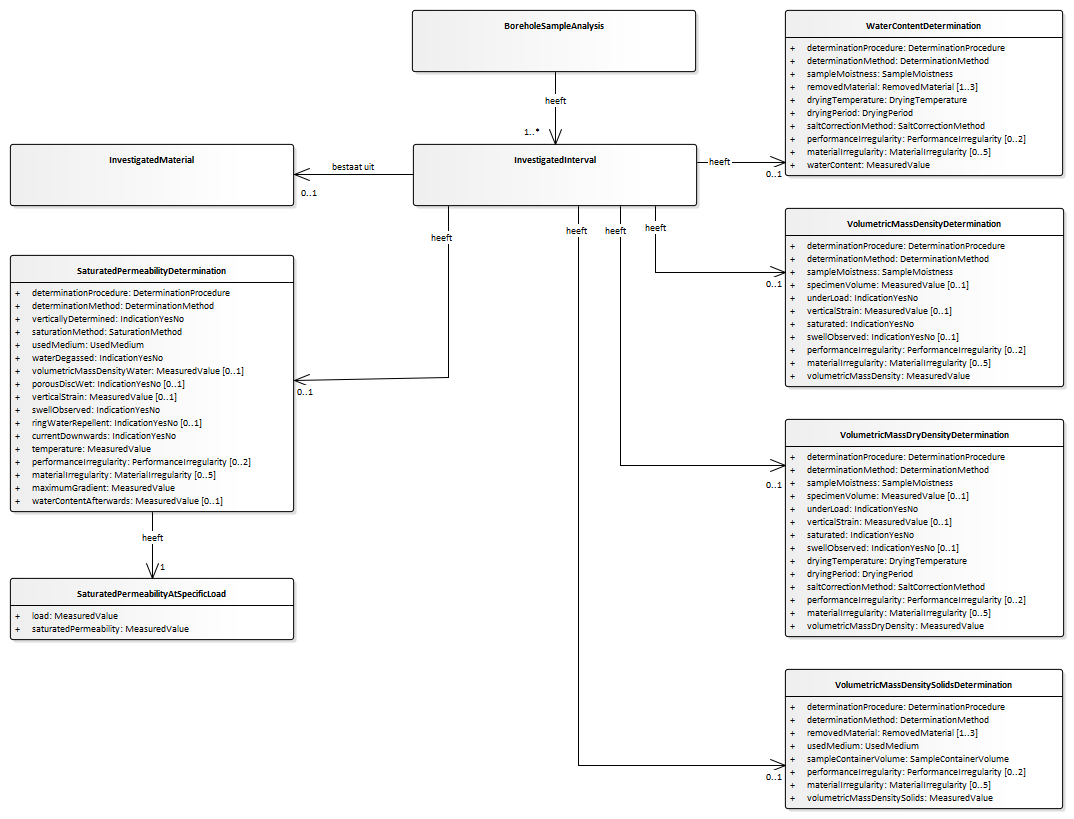 BoreholeSampleAnalysis
heeft
1..*
InvestigatedInterval
InvestigatedMaterial
bestaat uit
0..1
heeft
0..1
WaterContentDetermination
+ determinationProcedure: DeterminationProcedure
+ determinationMethod: DeterminationMethod
+ sampleMoistness: SampleMoistness
+ removedMaterial: RemovedMaterial [1..3]
+ dryingTemperature: DryingTemperature
+ dryingPeriod: DryingPeriod
+ saltCorrectionMethod: SaltCorrectionMethod
+ performanceIrregularity: PerformanceIrregularity [0..2]
+ materialIrregularity: MaterialIrregularity [0..5]
+ waterContent: MeasuredValue
heeft
0..1
VolumetricMassDensityDetermination
+ determinationProcedure: DeterminationProcedure
+ determinationMethod: DeterminationMethod
+ sampleMoistness: SampleMoistness
+ specimenVolume: MeasuredValue [0..1]
+ underLoad: IndicationYesNo
+ verticalStrain: MeasuredValue [0..1]
+ saturated: IndicationYesNo
+ swellObserved: IndicationYesNo [0..1]
+ performanceIrregularity: PerformanceIrregularity [0..2]
+ materialIrregularity: MaterialIrregularity [0..5]
+ volumetricMassDensity: MeasuredValue
heeft
0..1
SaturatedPermeabilityDetermination
+ determinationProcedure: DeterminationProcedure
+ determinationMethod: DeterminationMethod
+ verticallyDetermined: IndicationYesNo
+ saturationMethod: SaturationMethod
+ usedMedium: UsedMedium
+ waterDegassed: IndicationYesNo
+ volumetricMassDensityWater: MeasuredValue [0..1]
+ porousDiscWet: IndicationYesNo [0..1]
+ verticalStrain: MeasuredValue [0..1]
+ swellObserved: IndicationYesNo
+ ringWaterRepellent: IndicationYesNo [0..1]
+ currentDownwards: IndicationYesNo
+ temperature: MeasuredValue
+ performanceIrregularity: PerformanceIrregularity [0..2]
+ materialIrregularity: MaterialIrregularity [0..5]
+ maximumGradient: MeasuredValue
+ waterContentAfterwards: MeasuredValue [0..1]
heeft
1
SaturatedPermeabilityAtSpecificLoad
+ load: MeasuredValue
+ saturatedPermeability: MeasuredValue
heeft
0..1
VolumetricMassDryDensityDetermination
+ determinationProcedure: DeterminationProcedure
+ determinationMethod: DeterminationMethod
+ sampleMoistness: SampleMoistness
+ specimenVolume: MeasuredValue [0..1]
+ underLoad: IndicationYesNo
+ verticalStrain: MeasuredValue [0..1]
+ saturated: IndicationYesNo
+ swellObserved: IndicationYesNo [0..1]
+ dryingTemperature: DryingTemperature
+ dryingPeriod: DryingPeriod
+ saltCorrectionMethod: SaltCorrectionMethod
+ performanceIrregularity: PerformanceIrregularity [0..2]
+ materialIrregularity: MaterialIrregularity [0..5]
+ volumetricMassDryDensity: MeasuredValue
heeft
0..1
VolumetricMassDensitySolidsDetermination
+ determinationProcedure: DeterminationProcedure
+ determinationMethod: DeterminationMethod
+ removedMaterial: RemovedMaterial [1..3]
+ usedMedium: UsedMedium
+ sampleContainerVolume: SampleContainerVolume
+ performanceIrregularity: PerformanceIrregularity [0..2]
+ materialIrregularity: MaterialIrregularity [0..5]
+ volumetricMassDensitySolids: MeasuredValue